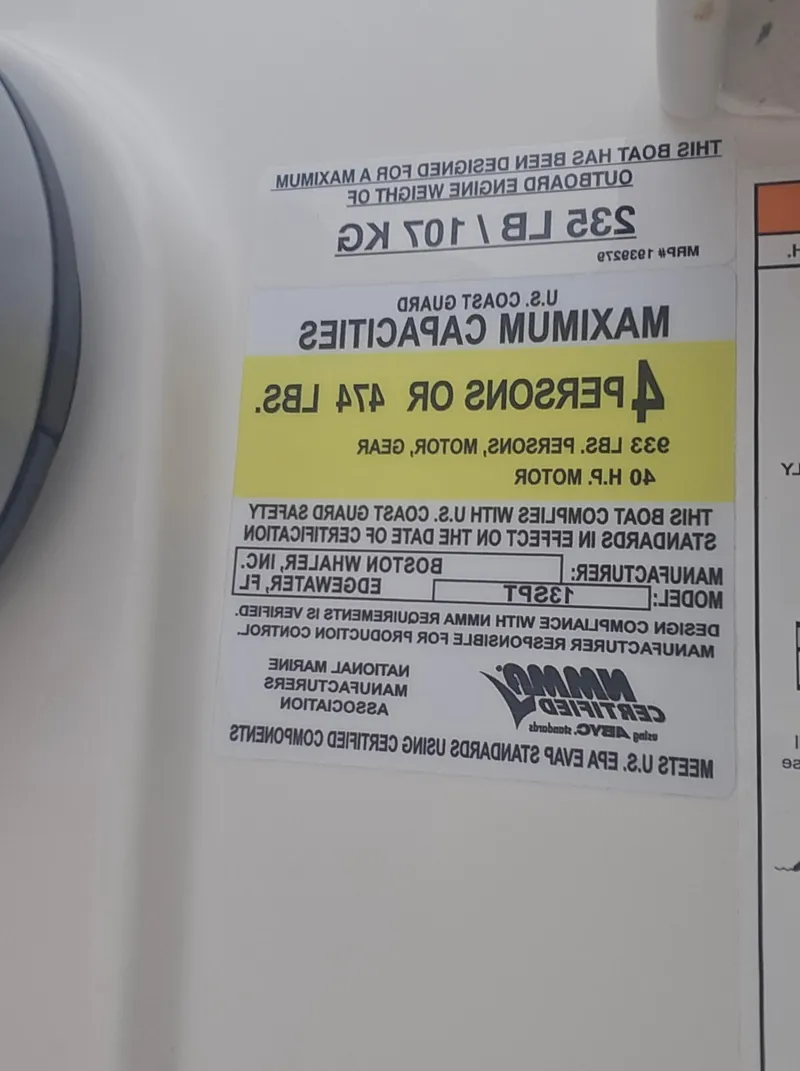 THIS BOAT HAS BEEN DESIGNED FOR A MAXIMUM
OUTBOARD ENGINE WEIGHT OF
235 LB / 107 KG
MRP# 1939279
U.S. COAST GUARD
MAXIMUM CAPACITIES
4 PERSONS OR 474 LBS.
933 LBS. PERSONS, MOTOR, GEAR
40 H.P. MOTOR
THIS BOAT COMPLIES WITH U.S. COAST GUARD SAFETY
STANDARDS IN EFFECT ON THE DATE OF CERTIFICATION
MANUFACTURER: BOSTON WHALER, INC.
EDGEWATER, FL
MODEL: 13SPT
DESIGN COMPLIANCE WITH NMMA REQUIREMENTS IS VERIFIED.
MANUFACTURER RESPONSIBLE FOR PRODUCTION CONTROL.
NMMA
CERTIFIED
using ABYC. standards
NATIONAL MARINE
MANUFACTURERS
ASSOCIATION
MEETS U.S. EPA EVAP STANDARDS USING CERTIFIED COMPONENTS